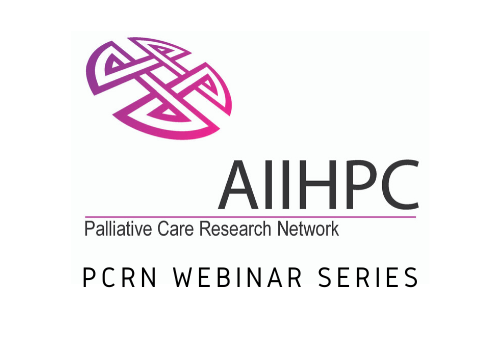 AIIHPC
Palliative Care Research Network
PCRN WEBINAR SERIES